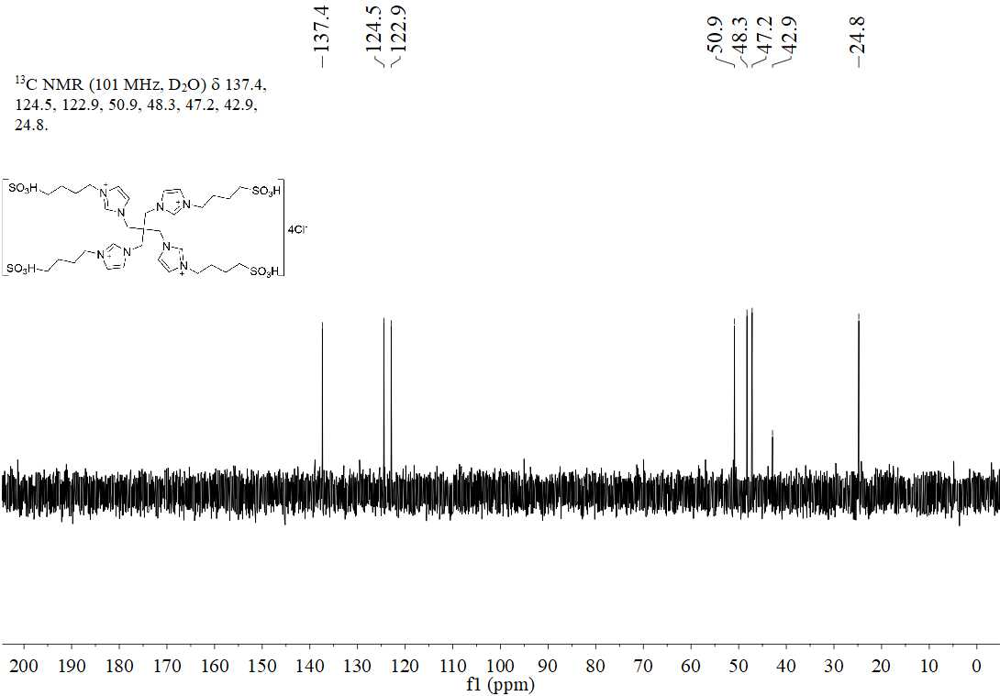 137.4
124.5
122.9
50.9
48.3
47.2
42.9
24.8
¹³C NMR (101 MHz, D₂O) δ 137.4,
124.5, 122.9, 50.9, 48.3, 47.2, 42.9,
24.8.
SO₃H N + N N + N SO₃H
4Cl⁻
SO₃H N + N N N + SO₃H
200 190 180 170 160 150 140 130 120 110 100 90 80 70 60 50 40 30 20 10 0
f1 (ppm)